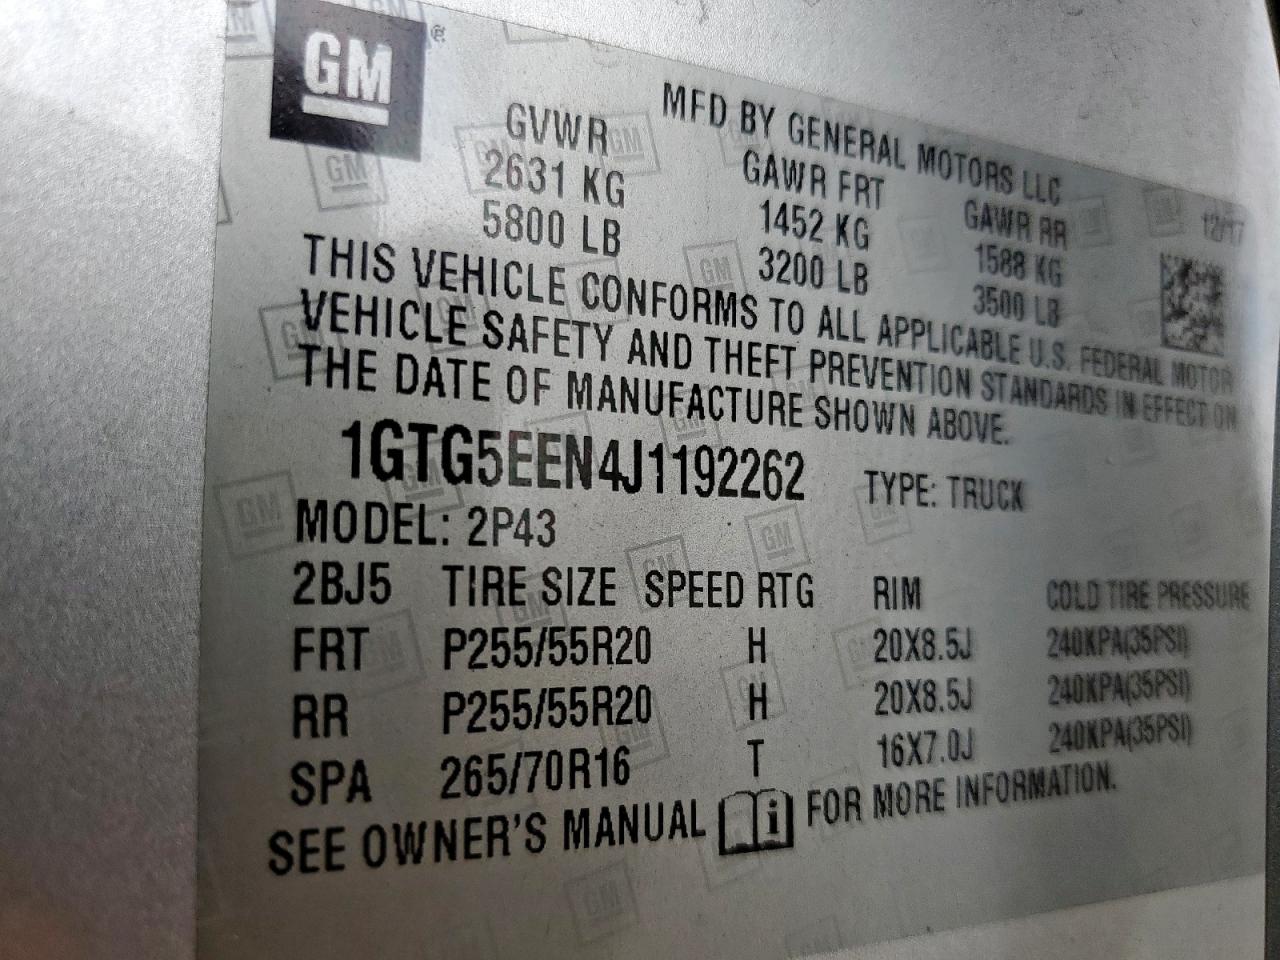 GM
MFD BY GENERAL MOTORS LLC
12/17
GVWR GAWR FRT GAWR RR
2631 KG 1452 KG 1588 KG
5800 LB 3200 LB 3500 LB
THIS VEHICLE CONFORMS TO ALL APPLICABLE U.S. FEDERAL MOTOR
VEHICLE SAFETY AND THEFT PREVENTION STANDARDS IN EFFECT ON
THE DATE OF MANUFACTURE SHOWN ABOVE.
1GTG5EEN4J1192262 TYPE: TRUCK
MODEL: 2P43
2BJ5 TIRE SIZE SPEED RTG RIM COLD TIRE PRESSURE
FRT P255/55R20 H 20X8.5J 240KPA(35PSI)
RR P255/55R20 H 20X8.5J 240KPA(35PSI)
SPA 265/70R16 T 16X7.0J 240KPA(35PSI)
SEE OWNER'S MANUAL i FOR MORE INFORMATION.